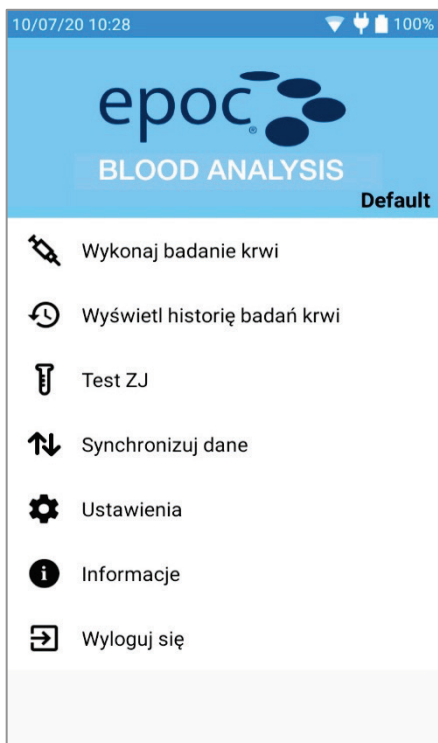 10/07/20 10:28 100%
epoc®
BLOOD ANALYSIS
Default
Wykonaj badanie krwi
Wyświetl historię badań krwi
Test ZJ
Synchronizuj dane
Ustawienia
Informacje
Wyloguj się